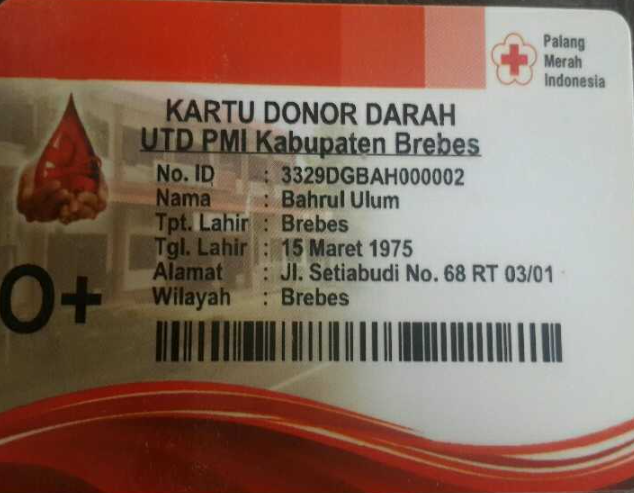 Palang
Merah
Indonesia
KARTU DONOR DARAH
UTD PMI Kabupaten Brebes
No. ID : 3329DGBAH000002
Nama : Bahrul Ulum
Tpt. Lahir : Brebes
Tgl. Lahir : 15 Maret 1975
Alamat : Jl. Setiabudi No. 68 RT 03/01
Wilayah : Brebes
O+